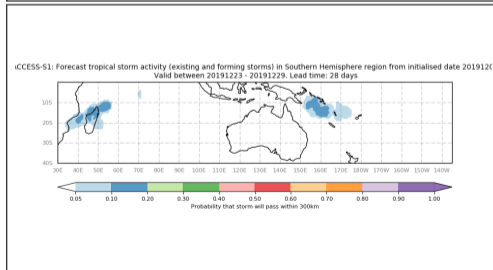 CCESS-S1: Forecast tropical storm activity (existing and forming storms) in Southern Hemisphere region from initialised date 2019120
Valid between 20191223 - 20191229. Lead time: 28 days
10S
20S
30S
40S
30E 40E 50E 60E 70E 80E 90E 100E 110E 120E 130E 140E 150E 160E 170E 180W 170W 160W 150W 140W
0.05 0.10 0.20 0.30 0.40 0.50 0.60 0.70 0.80 0.90 1.00
Probability that storm will pass within 300km